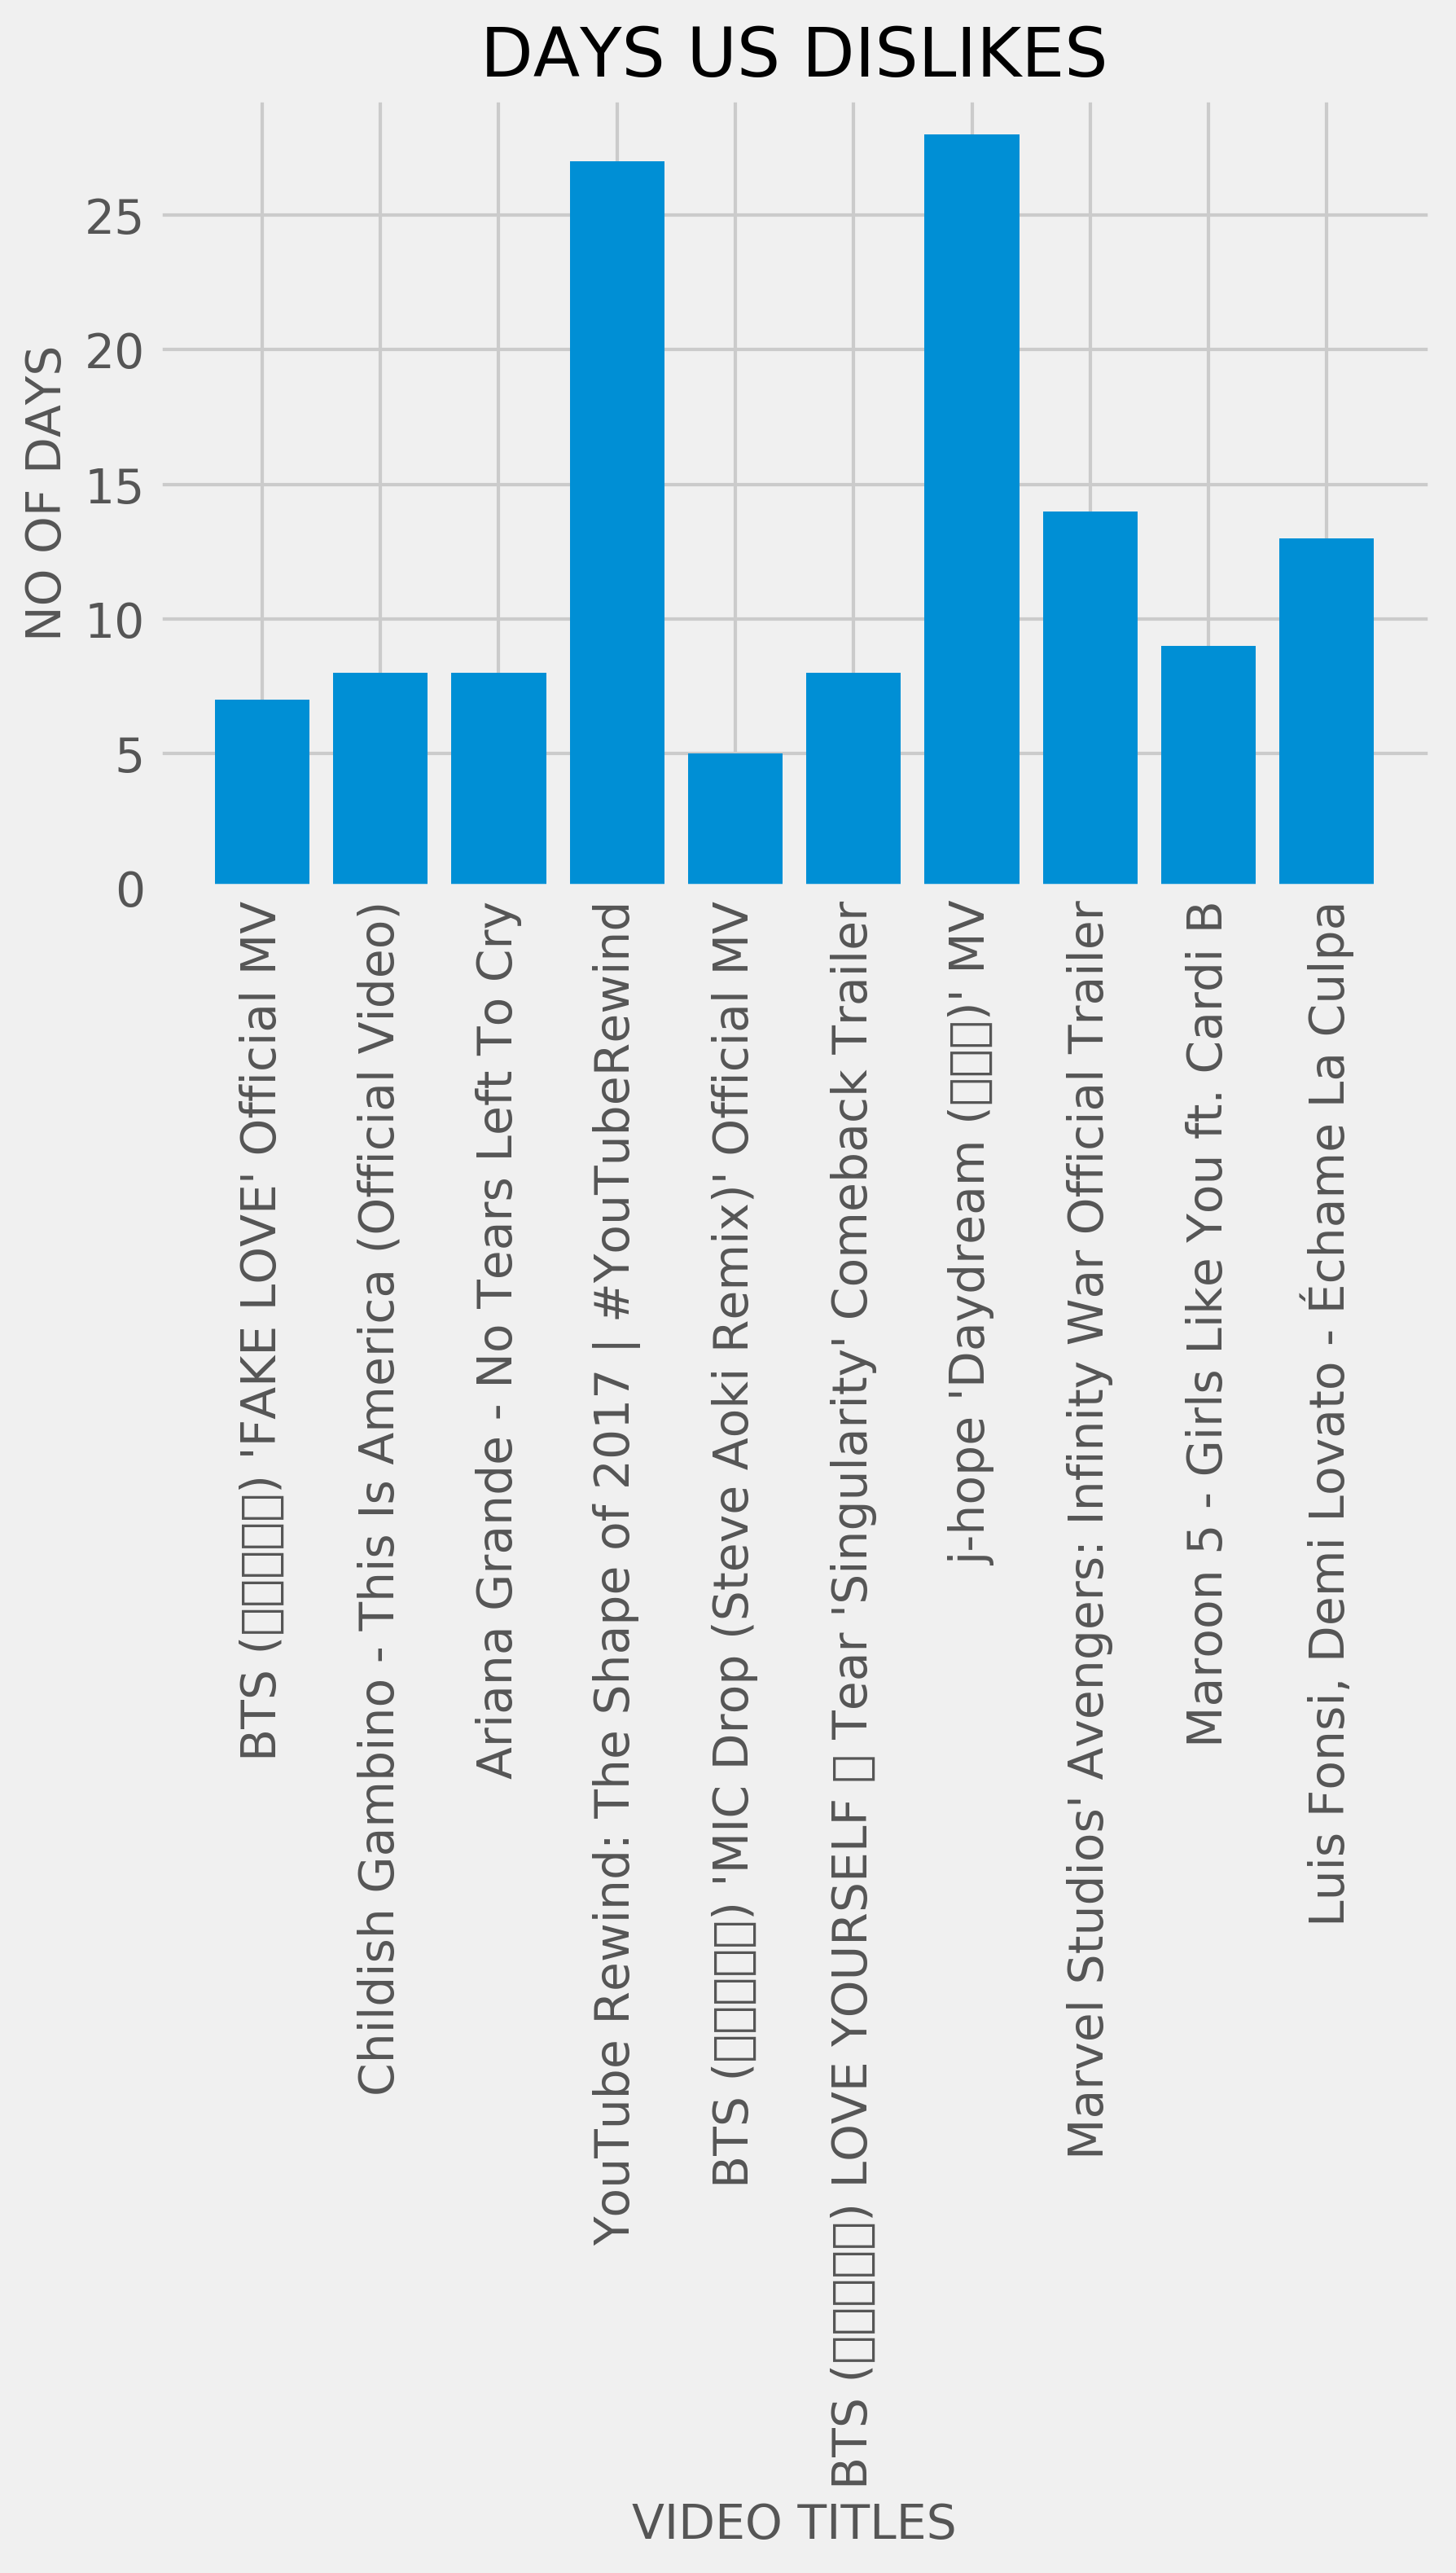 DAYS US DISLIKES
NO OF DAYS
25
20
15
10
5
0
BTS (□□□□□) 'FAKE LOVE' Official MV
Childish Gambino - This Is America (Official Video)
Ariana Grande - No Tears Left To Cry
YouTube Rewind: The Shape of 2017 | #YouTubeRewind
BTS (□□□□□) 'MIC Drop (Steve Aoki Remix)' Official MV
BTS (□□□□□) LOVE YOURSELF □ Tear 'Singularity' Comeback Trailer
j-hope 'Daydream (□□□)' MV
Marvel Studios' Avengers: Infinity War Official Trailer
Maroon 5 - Girls Like You ft. Cardi B
Luis Fonsi, Demi Lovato - Échame La Culpa
VIDEO TITLES